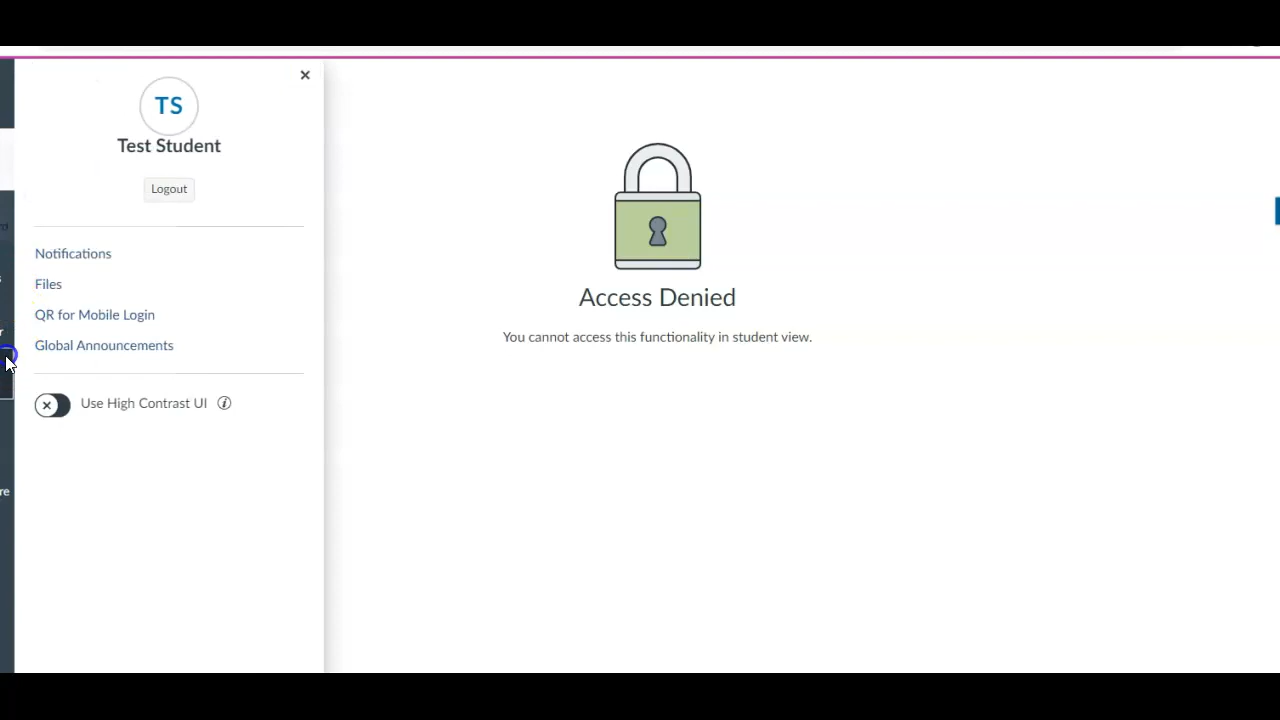 TS
Test Student
Logout
Notifications
Files
QR for Mobile Login
Global Announcements
Use High Contrast UI
Access Denied
You cannot access this functionality in student view.